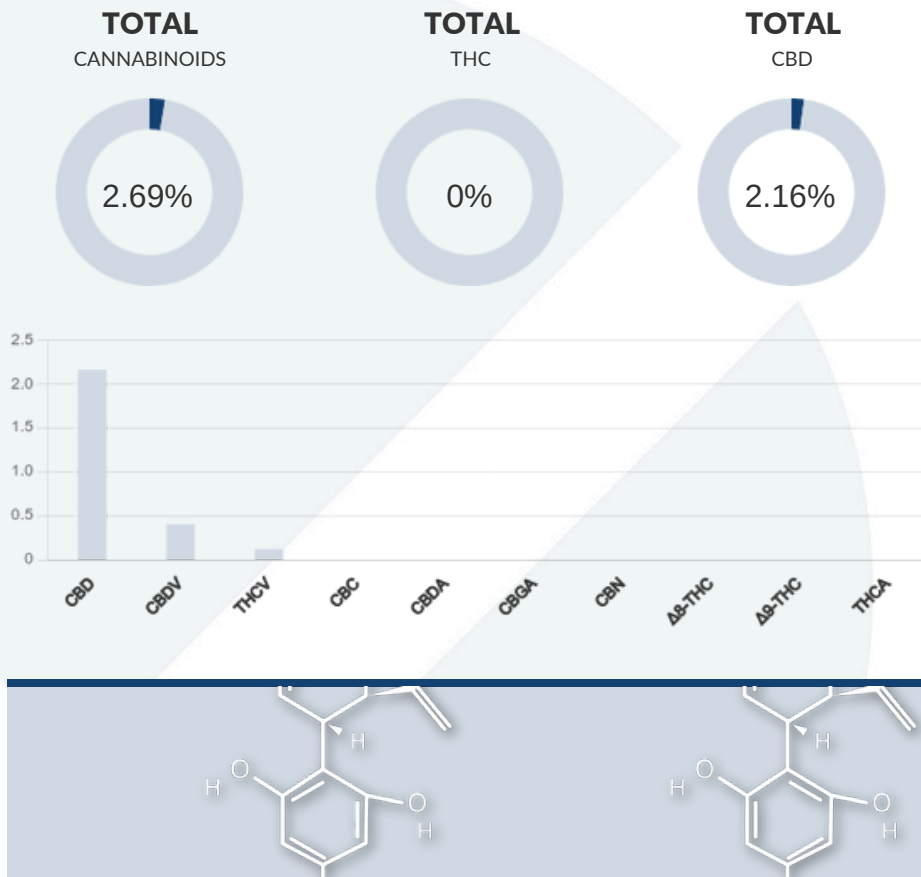 TOTAL TOTAL TOTAL
CANNABINOIDS THC CBD
2.69% 0% 2.16%
2.5
2.0
1.5
1.0
0.5
0
CBD CBDV THCV CBC CBDA CBGA CBN Δ8-THC Δ9-THC THCA
H H
O O
H H
O O
H H